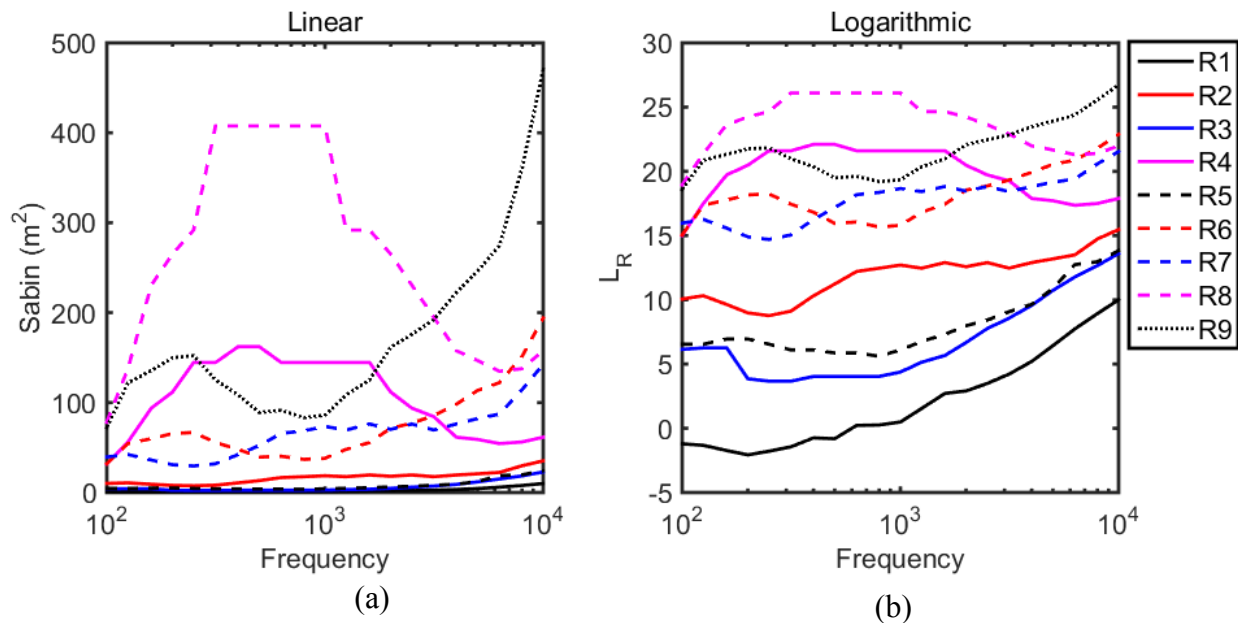 Linear
500
400
300
200
100
0
Sabin (m²)
10²
10³
10⁴
Frequency
(a)
Logarithmic
30
25
20
15
10
5
0
-5
L_R
10²
10³
10⁴
Frequency
(b)
R1
R2
R3
R4
R5
R6
R7
R8
R9